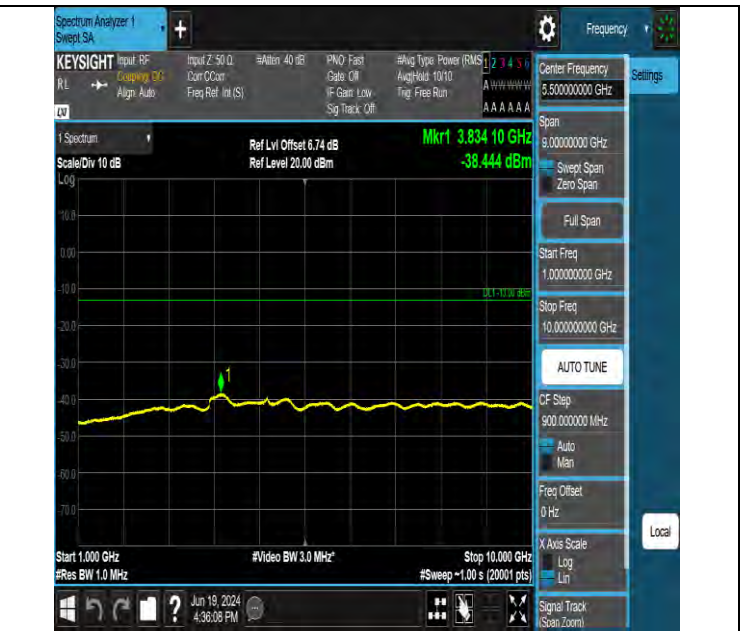 Spectrum Analyzer 1
Swept SA
+
Frequency
KEYSIGHT
RL
Input: RF
Coupling: DC
Align: Auto
Input Z: 50 Ω
Corr CCorr
Freq Ref: Int (S)
#Atten: 40 dB
PNO: Fast
Gate: Off
IF Gain: Low
Sig Track: Off
#Avg Type: Power (RMS
Avg|Hold: 10/10
Trig: Free Run
1 2 3 4 5 6
A W W W W W
A A A A A A
LXI
1 Spectrum
Scale/Div 10 dB
Log
Ref Lvl Offset 6.74 dB
Ref Level 20.00 dBm
Mkr1 3.834 10 GHz
-38.444 dBm
10.0
0.00
-10.0
-20.0
-30.0
-40.0
-50.0
-60.0
-70.0
DL1 -13.00 dBm
1
Start 1.000 GHz
#Res BW 1.0 MHz
#Video BW 3.0 MHz*
Stop 10.000 GHz
#Sweep ~1.00 s (20001 pts)
Center Frequency
5.500000000 GHz
Settings
Span
9.00000000 GHz
Swept Span
Zero Span
Full Span
Start Freq
1.000000000 GHz
Stop Freq
10.000000000 GHz
AUTO TUNE
CF Step
900.000000 MHz
Auto
Man
Freq Offset
0 Hz
X Axis Scale
Log
Lin
Signal Track
(Span Zoom)
Local
?
Jun 19, 2024
4:36:08 PM